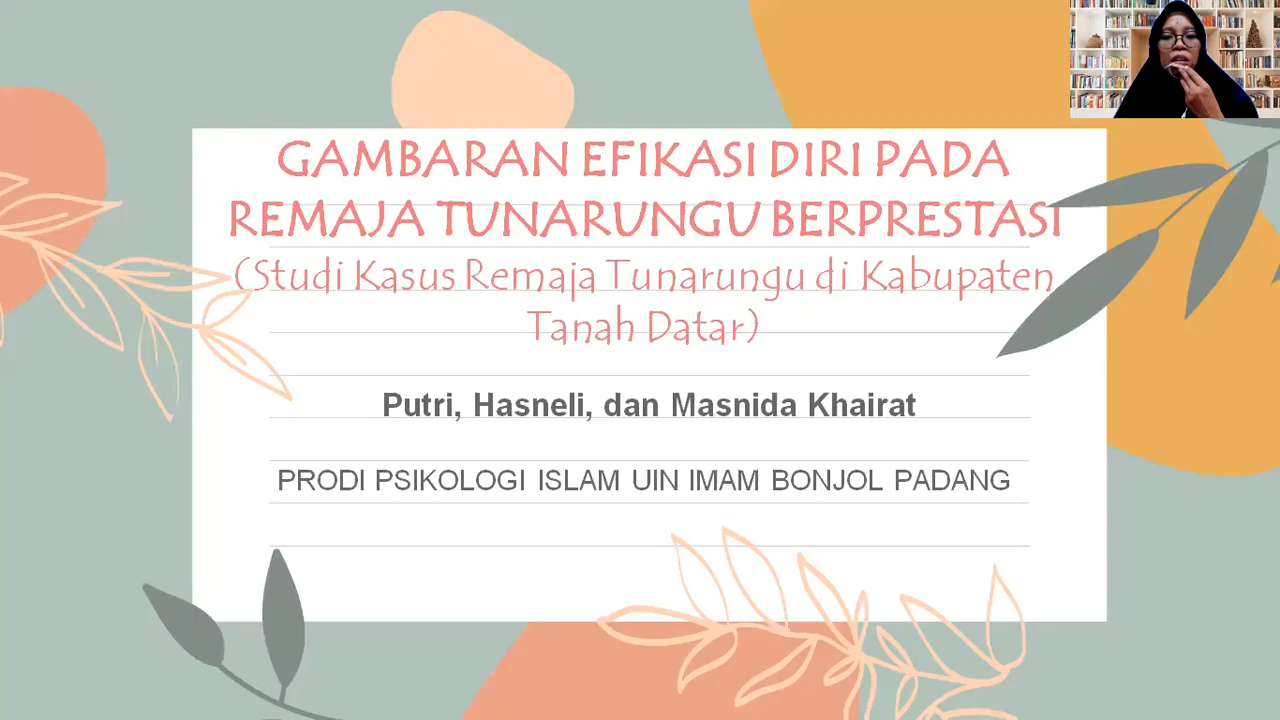 GAMBARAN EFIKASI DIRI PADA
REMAJA TUNARUNGU BERPRESTASI
(Studi Kasus Remaja Tunarungu di Kabupaten
Tanah Datar)
Putri, Hasneli, dan Masnida Khairat
PRODI PSIKOLOGI ISLAM UIN IMAM BONJOL PADANG